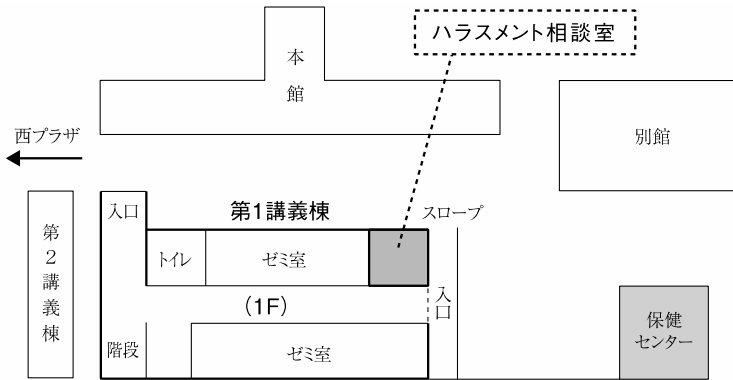 ハラスメント相談室
本館
西プラザ
別館
入口
第1講義棟
スロープ
第2講義棟
トイレ
ゼミ室
(1F)
入口
階段
ゼミ室
保健
センター